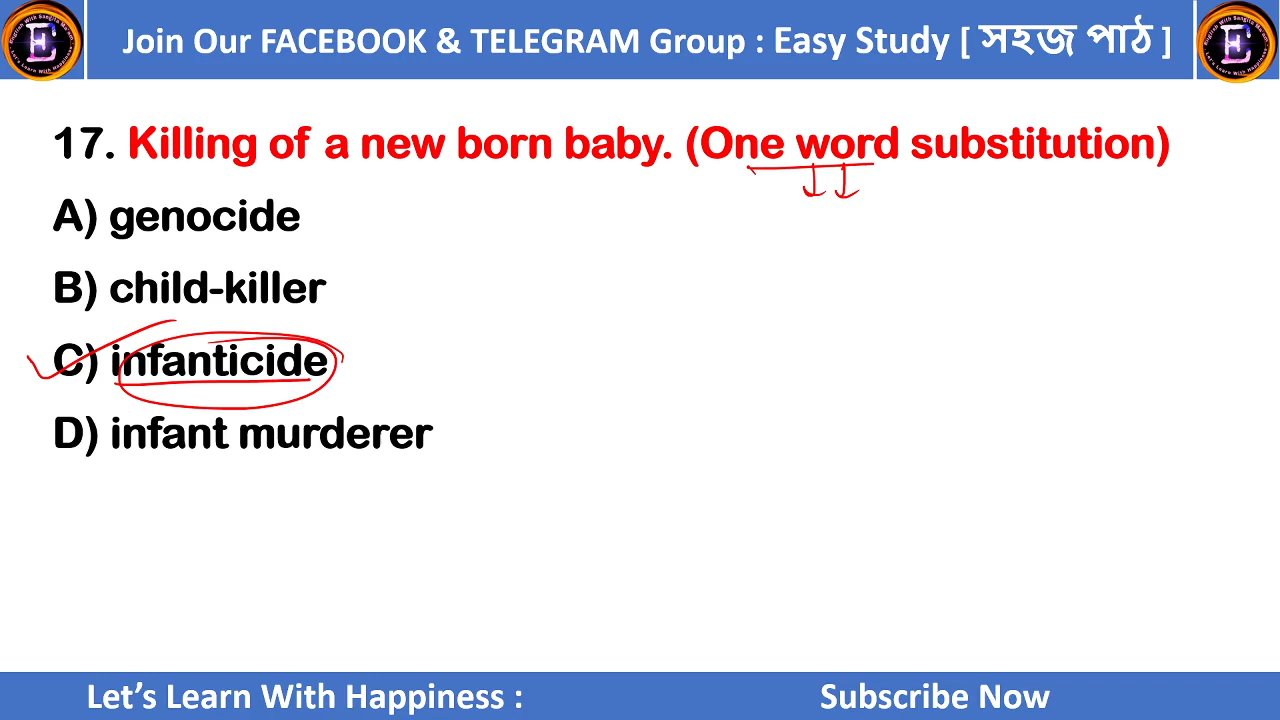 Join Our FACEBOOK & TELEGRAM Group : Easy Study [ সহজ পাঠ ]
17. Killing of a new born baby. (One word substitution)
A) genocide
B) child-killer
C) infanticide
D) infant murderer
Let's Learn With Happiness :
Subscribe Now